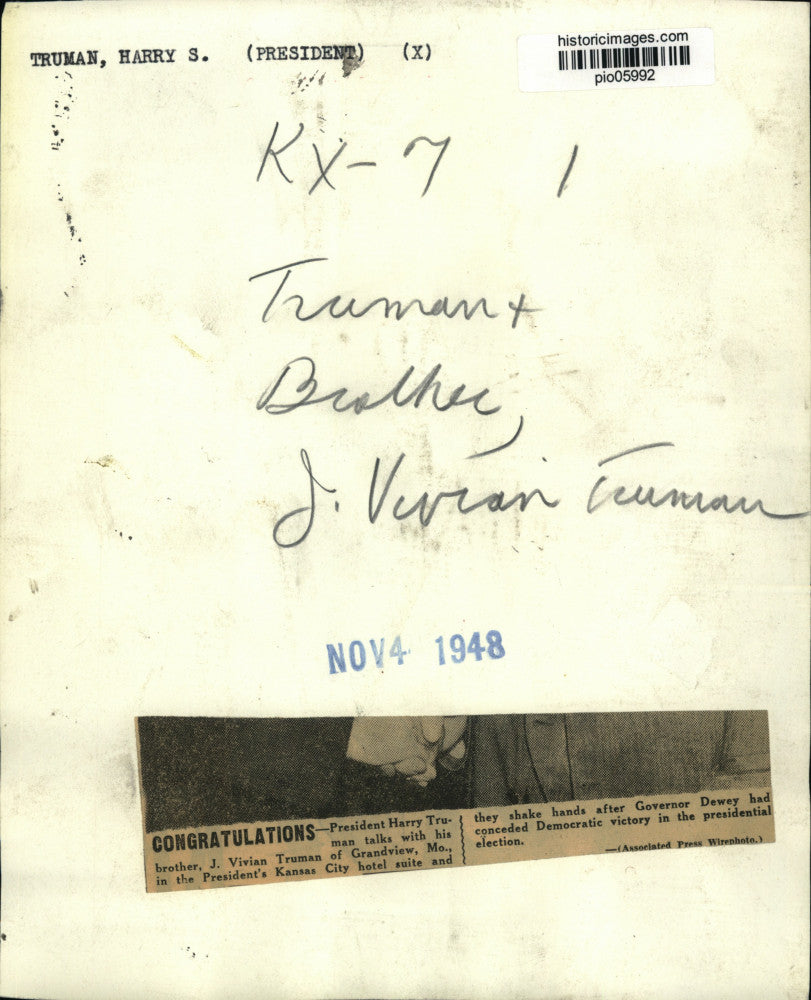 TRUMAN, HARRY S. (PRESIDENT) (X)
historicimages.com
pio05992
KX-7 1
Truman +
Brother,
J. Vivian Truman
NOV 4 1948
CONGRATULATIONS—President Harry Tru-
man talks with his
brother, J. Vivian Truman of Grandview, Mo.,
in the President's Kansas City hotel suite and
they shake hands after Governor Dewey had
conceded Democratic victory in the presidential
election.
—(Associated Press Wirephoto.)